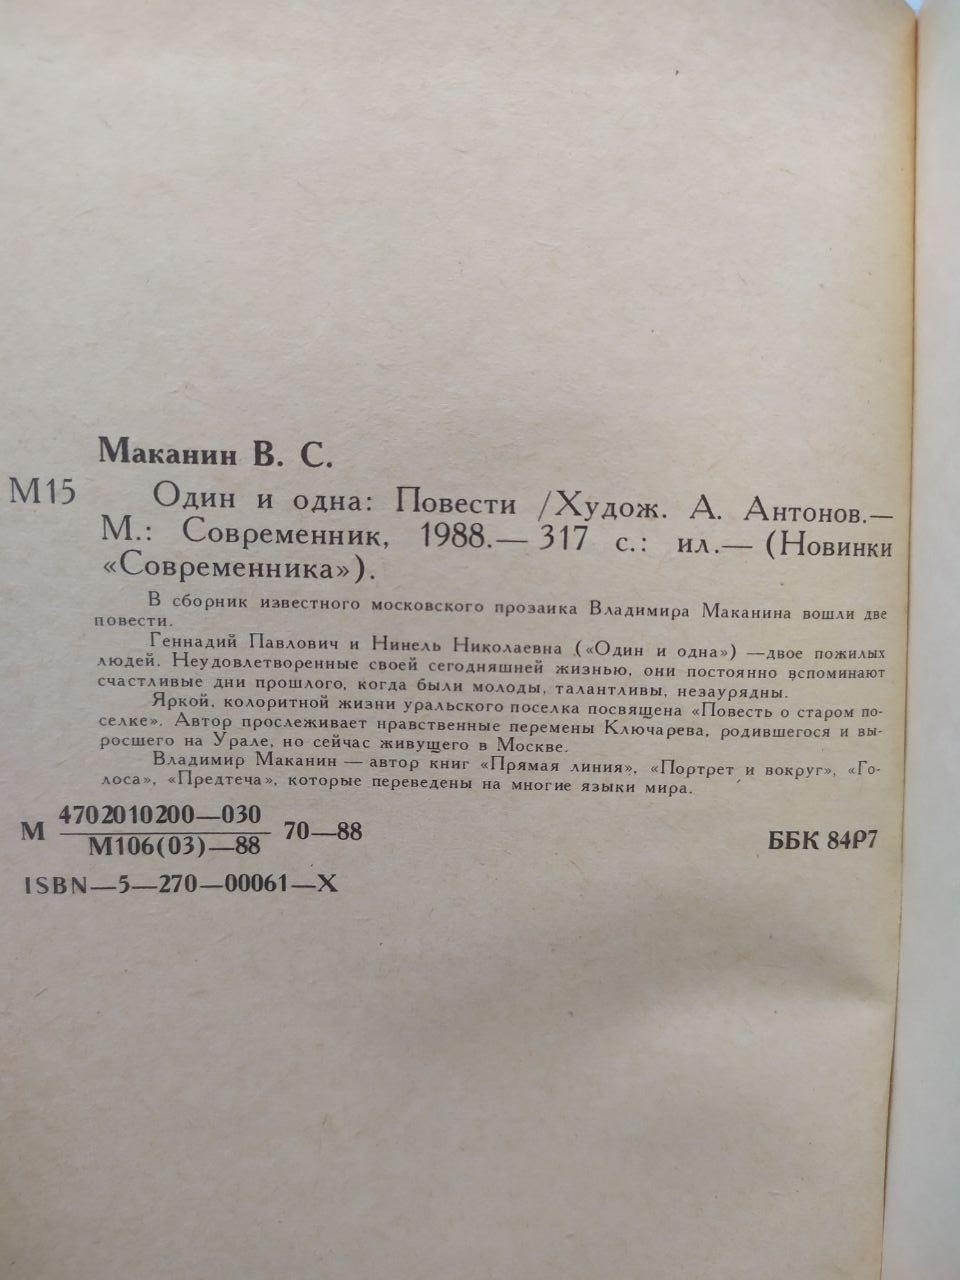 Маканин В. С.
М15 Один и одна: Повести /Худож. А. Антонов.—
М.: Современник, 1988.— 317 с.: ил.— (Новинки
«Современника»).
В сборник известного московского прозаика Владимира Маканина вошли две
повести.
Геннадий Павлович и Нинель Николаевна («Один и одна») —двое пожилых
людей. Неудовлетворенные своей сегодняшней жизнью, они постоянно вспоминают
счастливые дни прошлого, когда были молоды, талантливы, незаурядны.
Яркой, колоритной жизни уральского поселка посвящена «Повесть о старом по-
селке». Автор прослеживает нравственные перемены Ключарева, родившегося и вы-
росшего на Урале, но сейчас живущего в Москве.
Владимир Маканин — автор книг «Прямая линия», «Портрет и вокруг», «Го-
лоса», «Предтеча», которые переведены на многие языки мира.
4702010200—030
М 70—88
М106(03)—88
ББК 84Р7
ISBN—5—270—00061—X